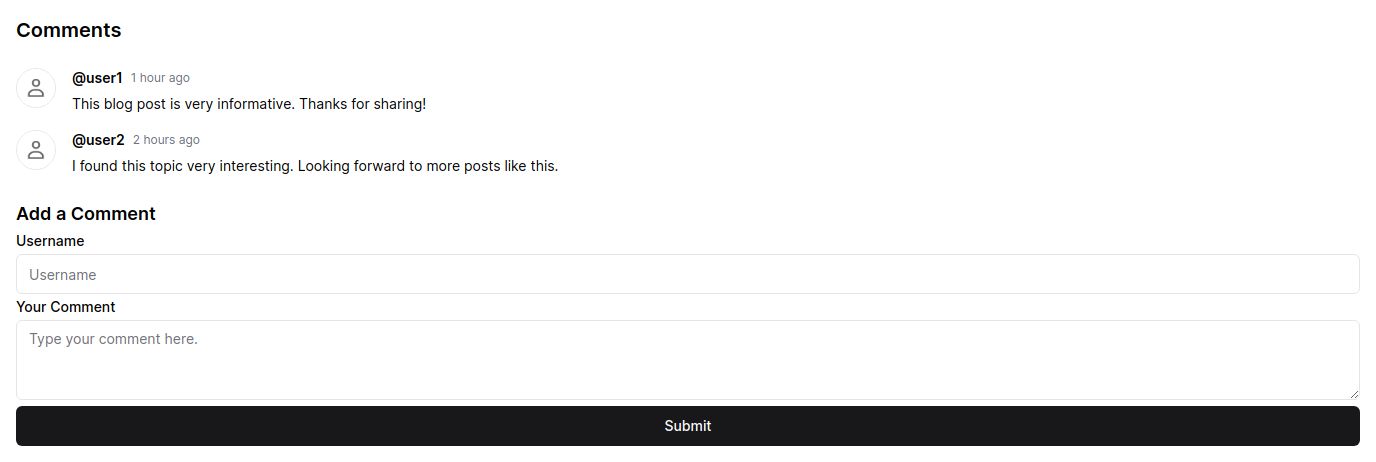 Comments
@user1 1 hour ago
This blog post is very informative. Thanks for sharing!
@user2 2 hours ago
I found this topic very interesting. Looking forward to more posts like this.
Add a Comment
Username
Username
Your Comment
Type your comment here.
Submit